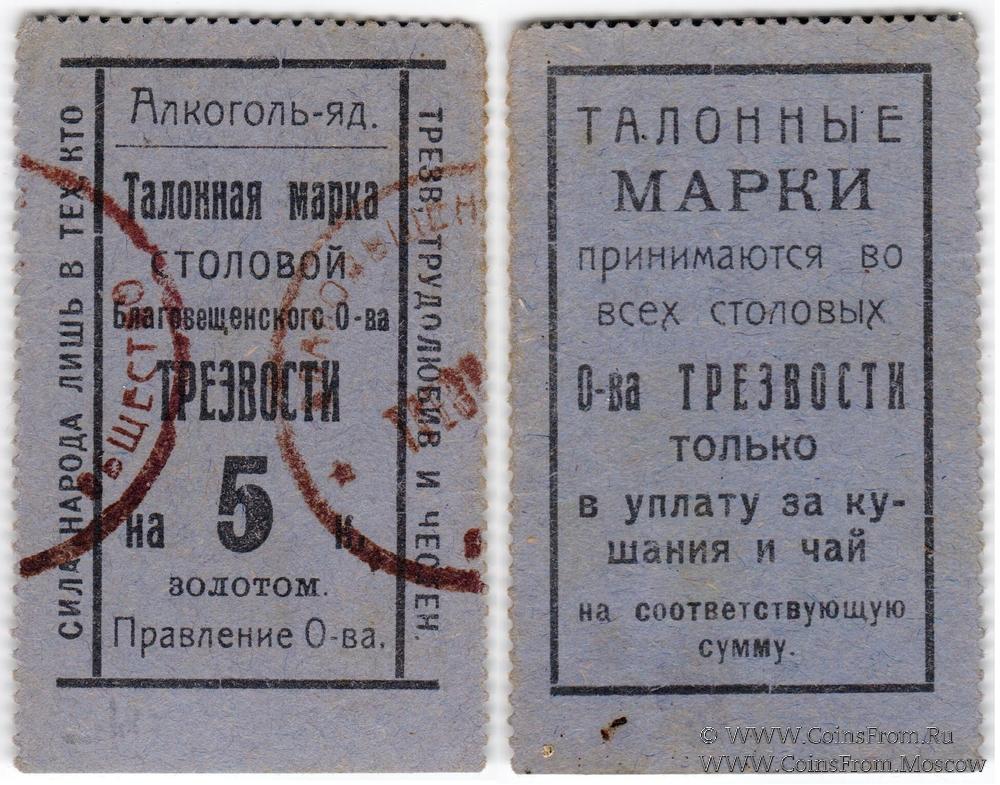 СИЛА НАРОДА ЛИШЬ В ТЕХ, КТО
Алкоголь-яд.
Талонная марка
столовой
Благовещенского О-ва
ТРЕЗВОСТИ
на 5 к.
золотом.
Правление О-ва.
ТРЕЗВ, ТРУДОЛЮБИВ И ЧЕСТЕН.
ТАЛОННЫЕ
МАРКИ
принимаются во
всех столовых
О-ва ТРЕЗВОСТИ
только
в уплату за ку-
шания и чай
на соответствующую
сумму.
© WWW.CoinsFrom.Ru
WWW.CoinsFrom.Moscow